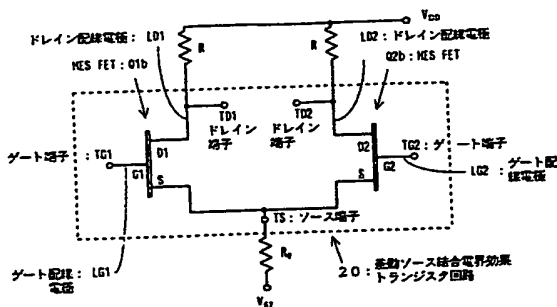 V_DD
ドレイン配線電極 : LD1
LD2 : ドレイン配線電極
MES FET : Q1b
R
R
Q2b : MES FET
TD1
TD2
ドレイン
端子
ドレイン
端子
ゲート端子 : TG1
D1
G1
S
D2
G2
S
TG2 : ゲート端子
LG2 : ゲート配
線電極
TS : ソース端子
ゲート配線 : LG1
電極
20 : 差動ソース結合電界効果
トランジスタ回路